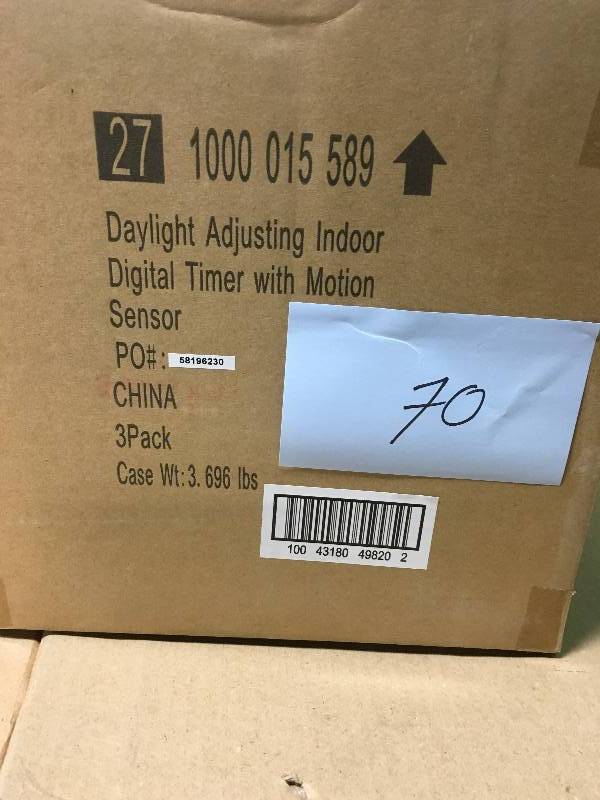 27 1000 015 589
Daylight Adjusting Indoor
Digital Timer with Motion
Sensor
PO#: 58196230
CHINA
3Pack
Case Wt:3.696 lbs
70
100 43180 49820 2